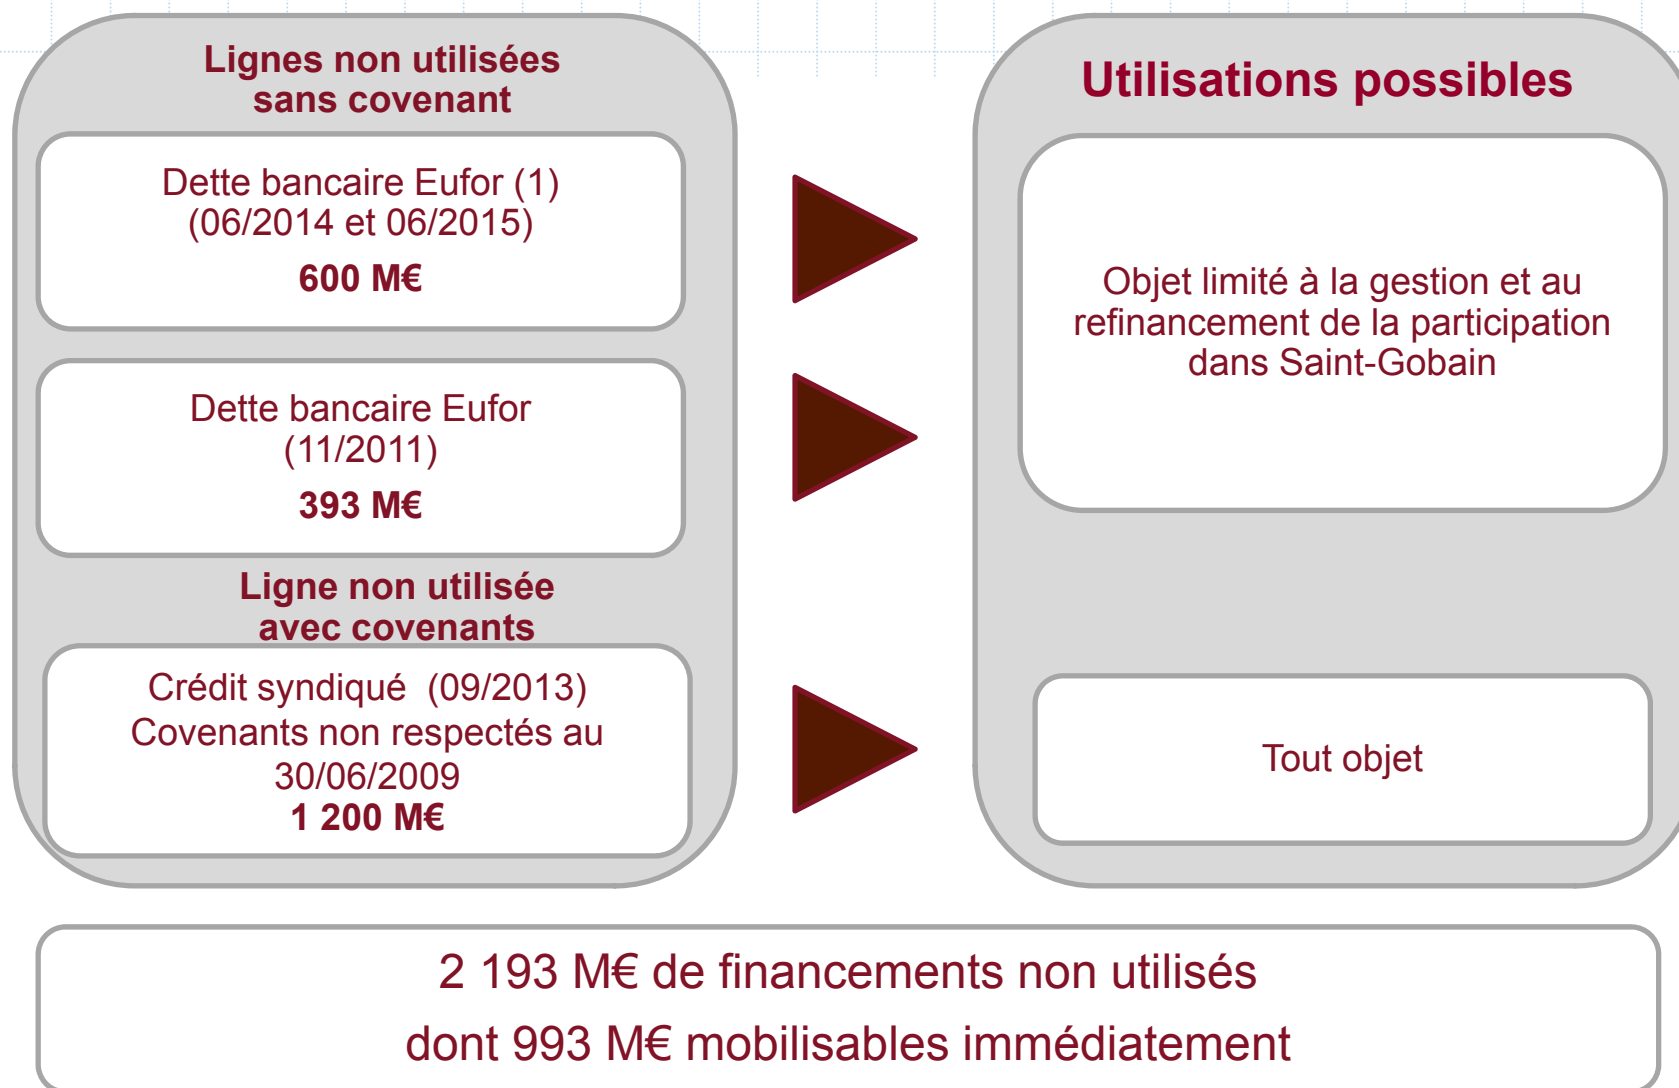 Lignes non utilisées
sans covenant
Dette bancaire Eufor (1)
(06/2014 et 06/2015)
600 M€
Dette bancaire Eufor
(11/2011)
393 M€
Ligne non utilisée
avec covenants
Crédit syndiqué (09/2013)
Covenants non respectés au
30/06/2009
1 200 M€
Utilisations possibles
Objet limité à la gestion et au
refinancement de la participation
dans Saint-Gobain
Tout objet
2 193 M€ de financements non utilisés
dont 993 M€ mobilisables immédiatement